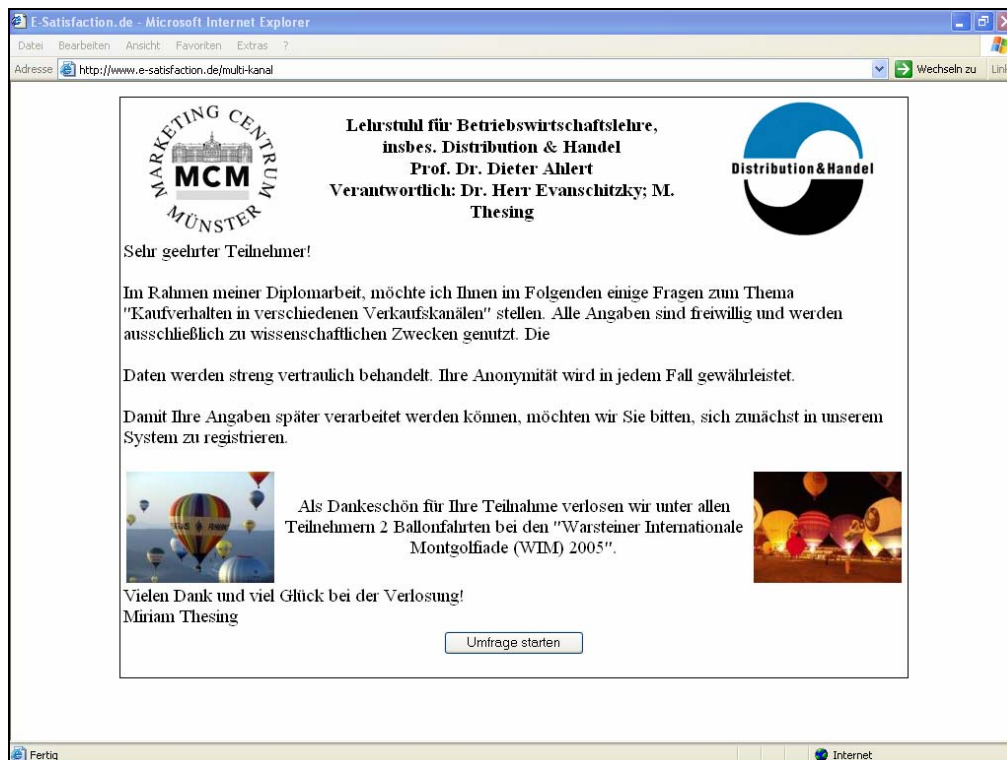 E-Satisfaction.de - Microsoft Internet Explorer
Datei Bearbeiten Ansicht Favoriten Extras ?
Adresse http://www.e-satisfaction.de/multi-kanal Wechseln zu Link
MARKETING CENTRUM
MCM
MÜNSTER
Lehrstuhl für Betriebswirtschaftslehre,
insbes. Distribution & Handel
Prof. Dr. Dieter Ahlert
Verantwortlich: Dr. Herr Evanschitzky; M.
Thesing
Distribution & Handel
Sehr geehrter Teilnehmer!
Im Rahmen meiner Diplomarbeit, möchte ich Ihnen im Folgenden einige Fragen zum Thema
"Kaufverhalten in verschiedenen Verkaufskanälen" stellen. Alle Angaben sind freiwillig und werden
ausschließlich zu wissenschaftlichen Zwecken genutzt. Die
Daten werden streng vertraulich behandelt. Ihre Anonymität wird in jedem Fall gewährleistet.
Damit Ihre Angaben später verarbeitet werden können, möchten wir Sie bitten, sich zunächst in unserem
System zu registrieren.
Als Dankeschön für Ihre Teilnahme verlosen wir unter allen
Teilnehmern 2 Ballonfahrten bei den "Warsteiner Internationale
Montgolfiade (WIM) 2005".
Vielen Dank und viel Glück bei der Verlosung!
Miriam Thesing
Umfrage starten
Fertig Internet